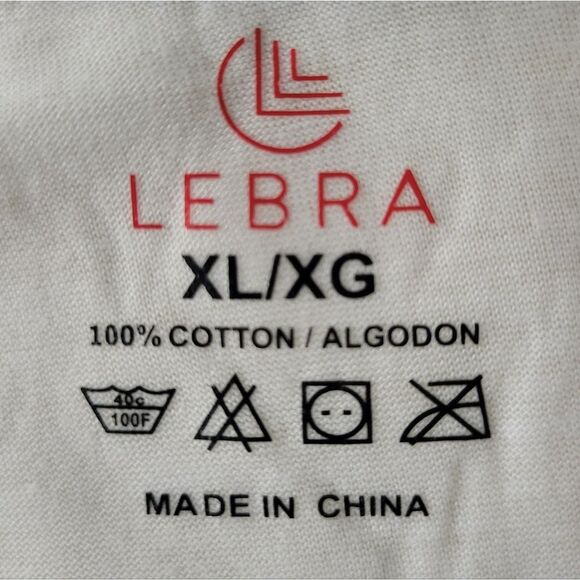 LEBRA
XL/XG
100% COTTON / ALGODON
40c
100F
MADE IN CHINA